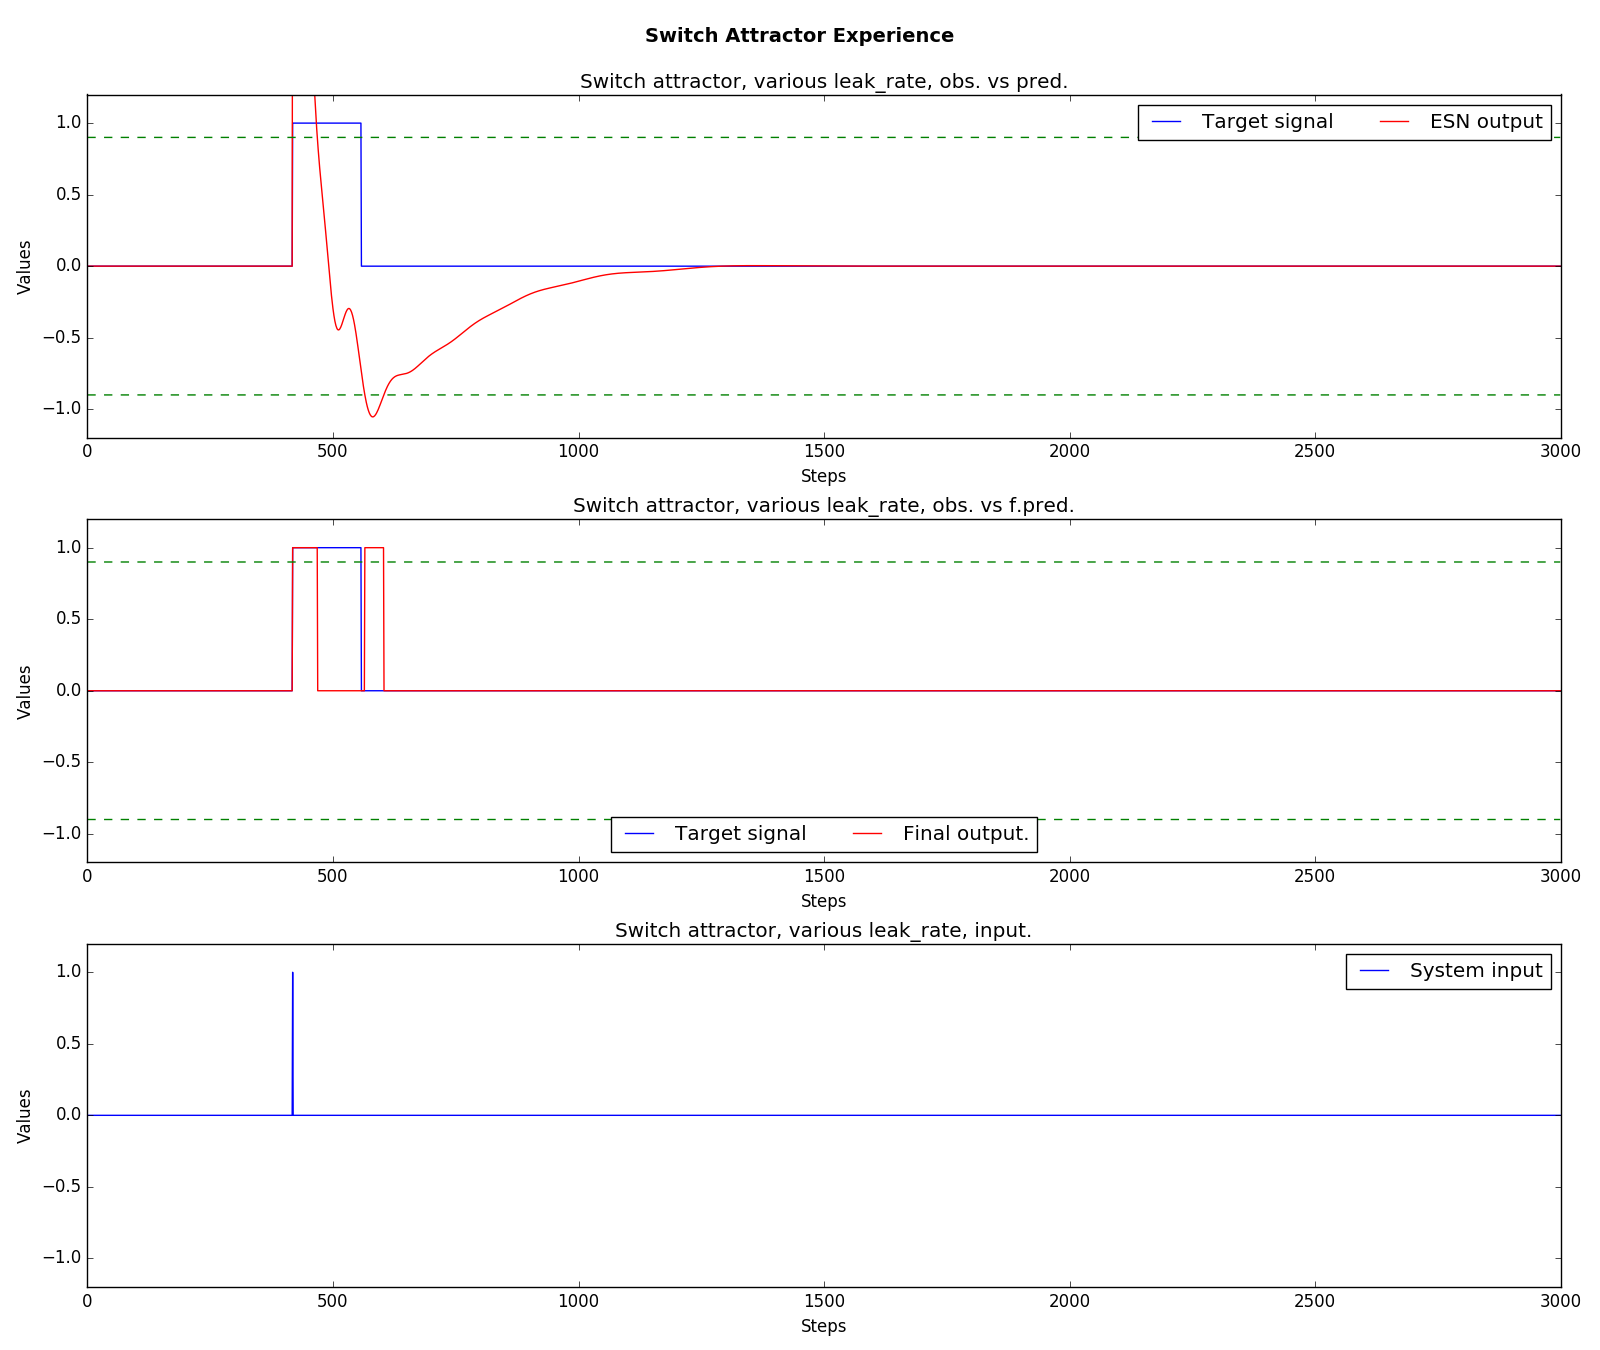 Switch Attractor Experience
Switch attractor, various leak_rate, obs. vs pred.
Target signal ESN output
Values
1.0
0.5
0.0
−0.5
−1.0
0 500 1000 1500 2000 2500 3000
Steps
Switch attractor, various leak_rate, obs. vs f.pred.
Values
1.0
0.5
0.0
−0.5
−1.0
Target signal Final output.
0 500 1000 1500 2000 2500 3000
Steps
Switch attractor, various leak_rate, input.
System input
Values
1.0
0.5
0.0
−0.5
−1.0
0 500 1000 1500 2000 2500 3000
Steps